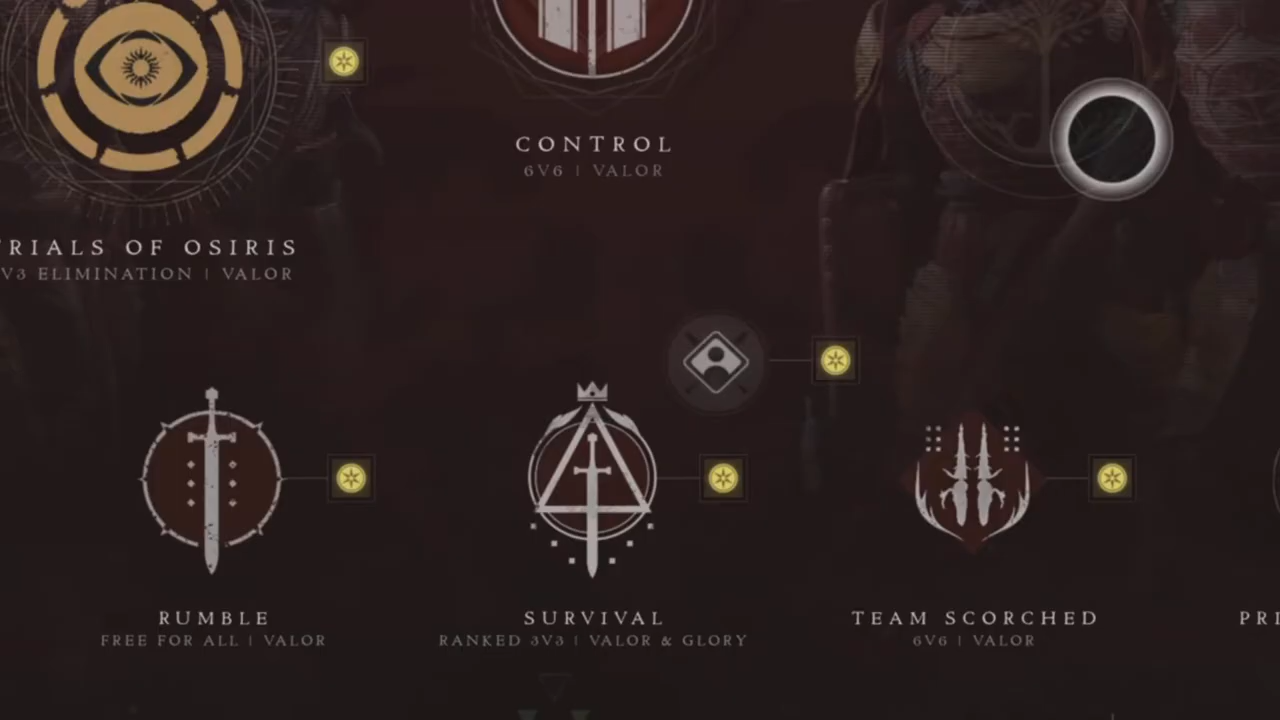 CONTROL
6V6 | VALOR
RIALS OF OSIRIS
V3 ELIMINATION | VALOR
RUMBLE
FREE FOR ALL | VALOR
SURVIVAL
RANKED 3V3 | VALOR & GLORY
TEAM SCORCHED
6V6 | VALOR
PRI